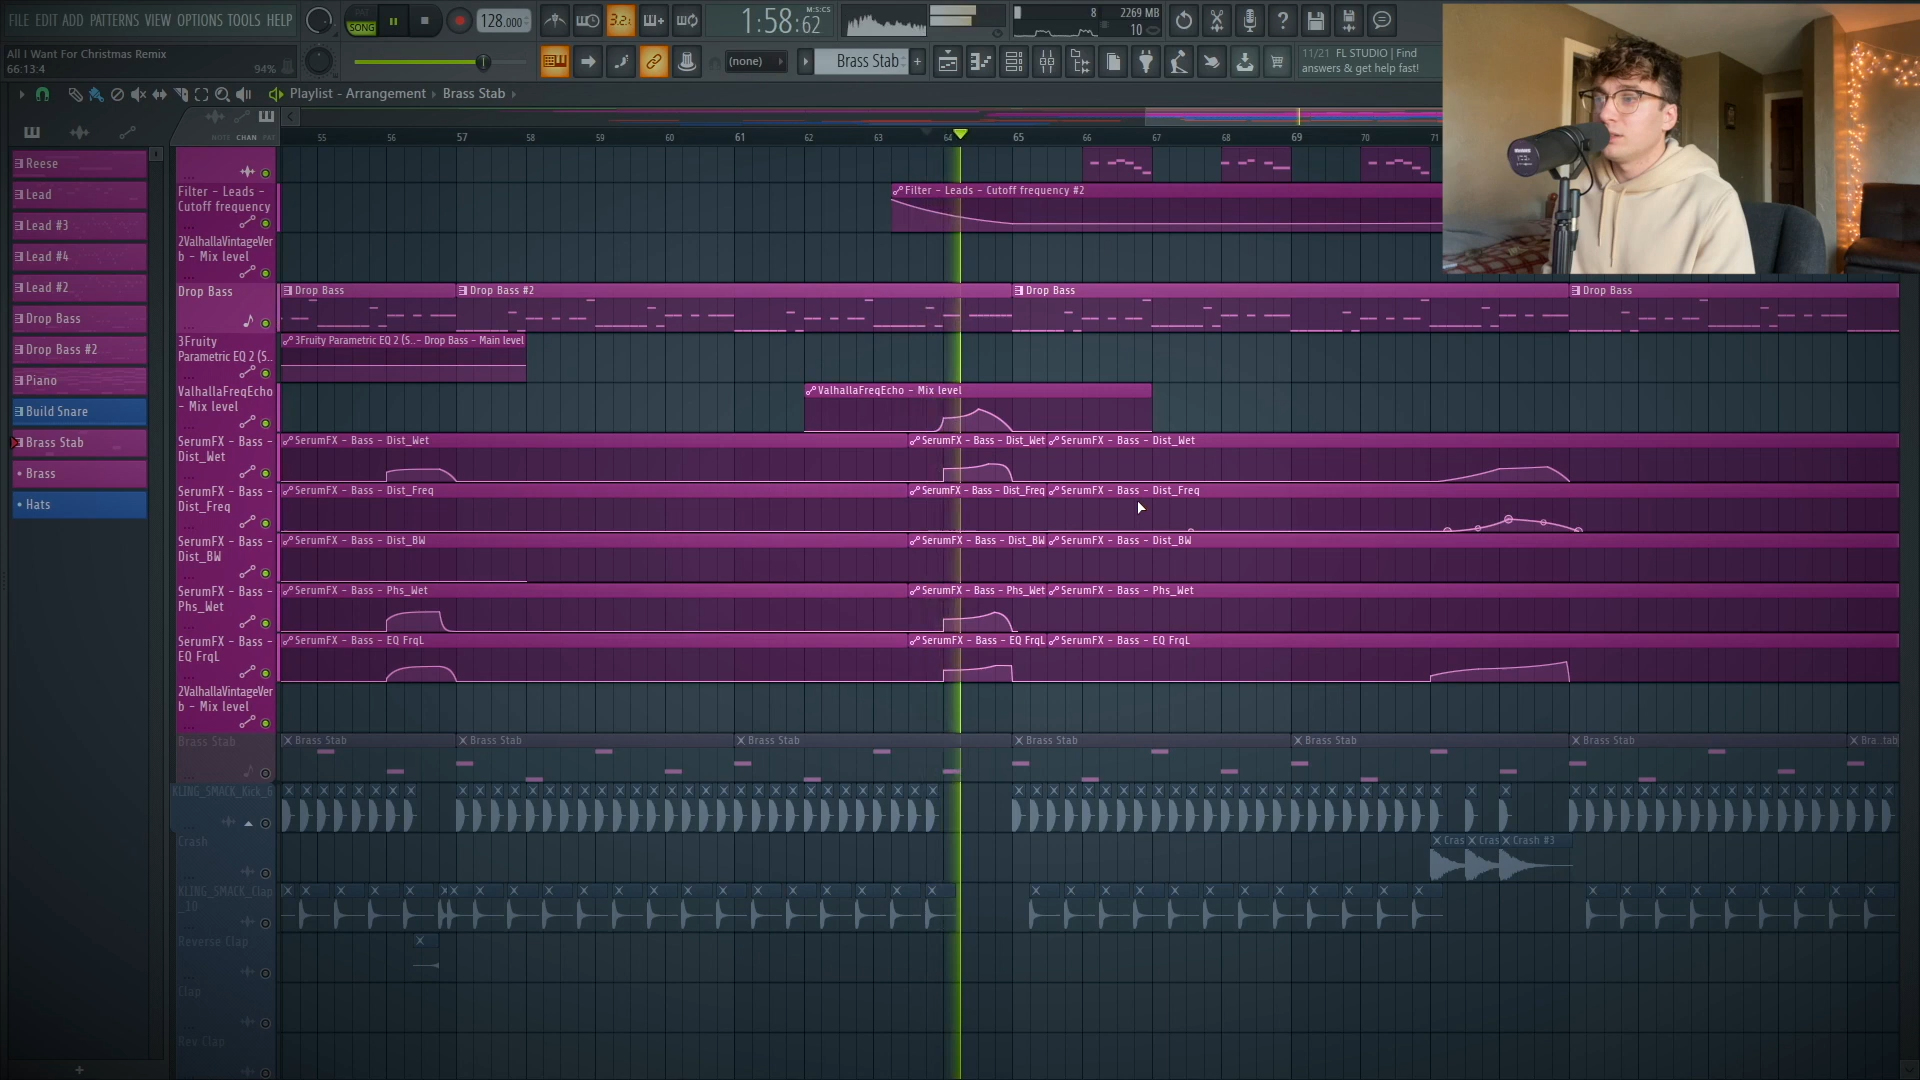 FILE EDIT ADD PATTERNS VIEW OPTIONS TOOLS HELP
All I Want For Christmas Remix
66:13:4
94%
PAT
SONG
128.000
3.2.1
1:58:62
M:S:CS
8
2269 MB
10
(none)
Brass Stab
11/21 FL STUDIO | Find
answers & get help fast!
Playlist - Arrangement
Brass Stab
NOTE CHAN PAT
55 56 57 58 59 60 61 62 63 64 65 66 67 68 69 70 71
Reese
Lead
Lead #3
Lead #4
Lead #2
Drop Bass
Drop Bass #2
Piano
Build Snare
Brass Stab
Brass
Hats
Filter - Leads -
Cutoff frequency
Filter - Leads - Cutoff frequency #2
2ValhallaVintageVer
b - Mix level
Drop Bass
Drop Bass
Drop Bass #2
Drop Bass
Drop Bass
3Fruity
Parametric EQ 2 (S..
3Fruity Parametric EQ 2 (S..- Drop Bass - Main level
ValhallaFreqEcho
- Mix level
ValhallaFreqEcho - Mix level
SerumFX - Bass -
Dist_Wet
SerumFX - Bass - Dist_Wet
SerumFX - Bass - Dist_Wet
SerumFX - Bass - Dist_Wet
SerumFX - Bass -
Dist_Freq
SerumFX - Bass - Dist_Freq
SerumFX - Bass - Dist_Freq
SerumFX - Bass - Dist_Freq
SerumFX - Bass -
Dist_BW
SerumFX - Bass - Dist_BW
SerumFX - Bass - Dist_BW
SerumFX - Bass - Dist_BW
SerumFX - Bass -
Phs_Wet
SerumFX - Bass - Phs_Wet
SerumFX - Bass - Phs_Wet
SerumFX - Bass - Phs_Wet
SerumFX - Bass -
EQ FrqL
SerumFX - Bass - EQ FrqL
SerumFX - Bass - EQ FrqL
SerumFX - Bass - EQ FrqL
2ValhallaVintageVer
b - Mix level
Brass Stab
Brass Stab
Brass Stab
Brass Stab
Brass Stab
Brass Stab
Brass Stab
Bra..tab
KLING_SMACK_Kick_6
Crash
Cras
Cras
Crash #3
KLING_SMACK_Clap
_10
Reverse Clap
Clap
Rev Clap